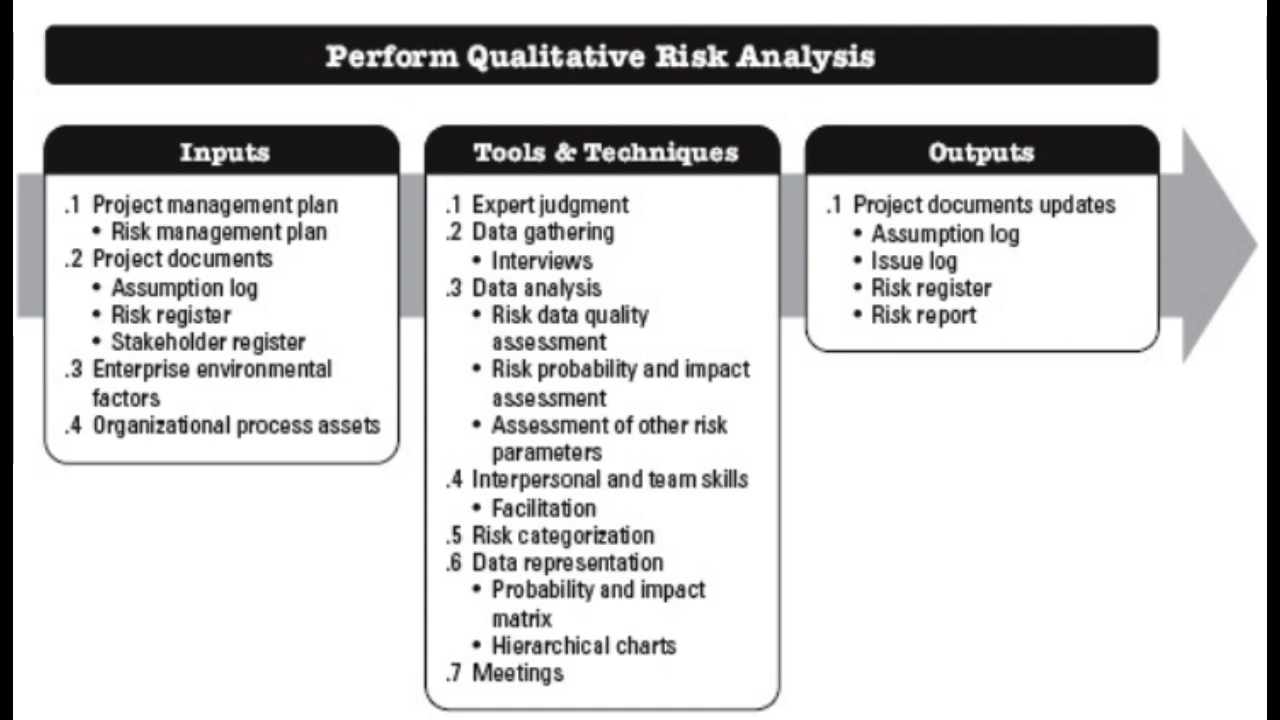 Perform Qualitative Risk Analysis
Inputs
.1 Project management plan
• Risk management plan
.2 Project documents
• Assumption log
• Risk register
• Stakeholder register
.3 Enterprise environmental
factors
.4 Organizational process assets
Tools & Techniques
.1 Expert judgment
.2 Data gathering
• Interviews
.3 Data analysis
• Risk data quality
assessment
• Risk probability and impact
assessment
• Assessment of other risk
parameters
.4 Interpersonal and team skills
• Facilitation
.5 Risk categorization
.6 Data representation
• Probability and impact
matrix
• Hierarchical charts
.7 Meetings
Outputs
.1 Project documents updates
• Assumption log
• Issue log
• Risk register
• Risk report